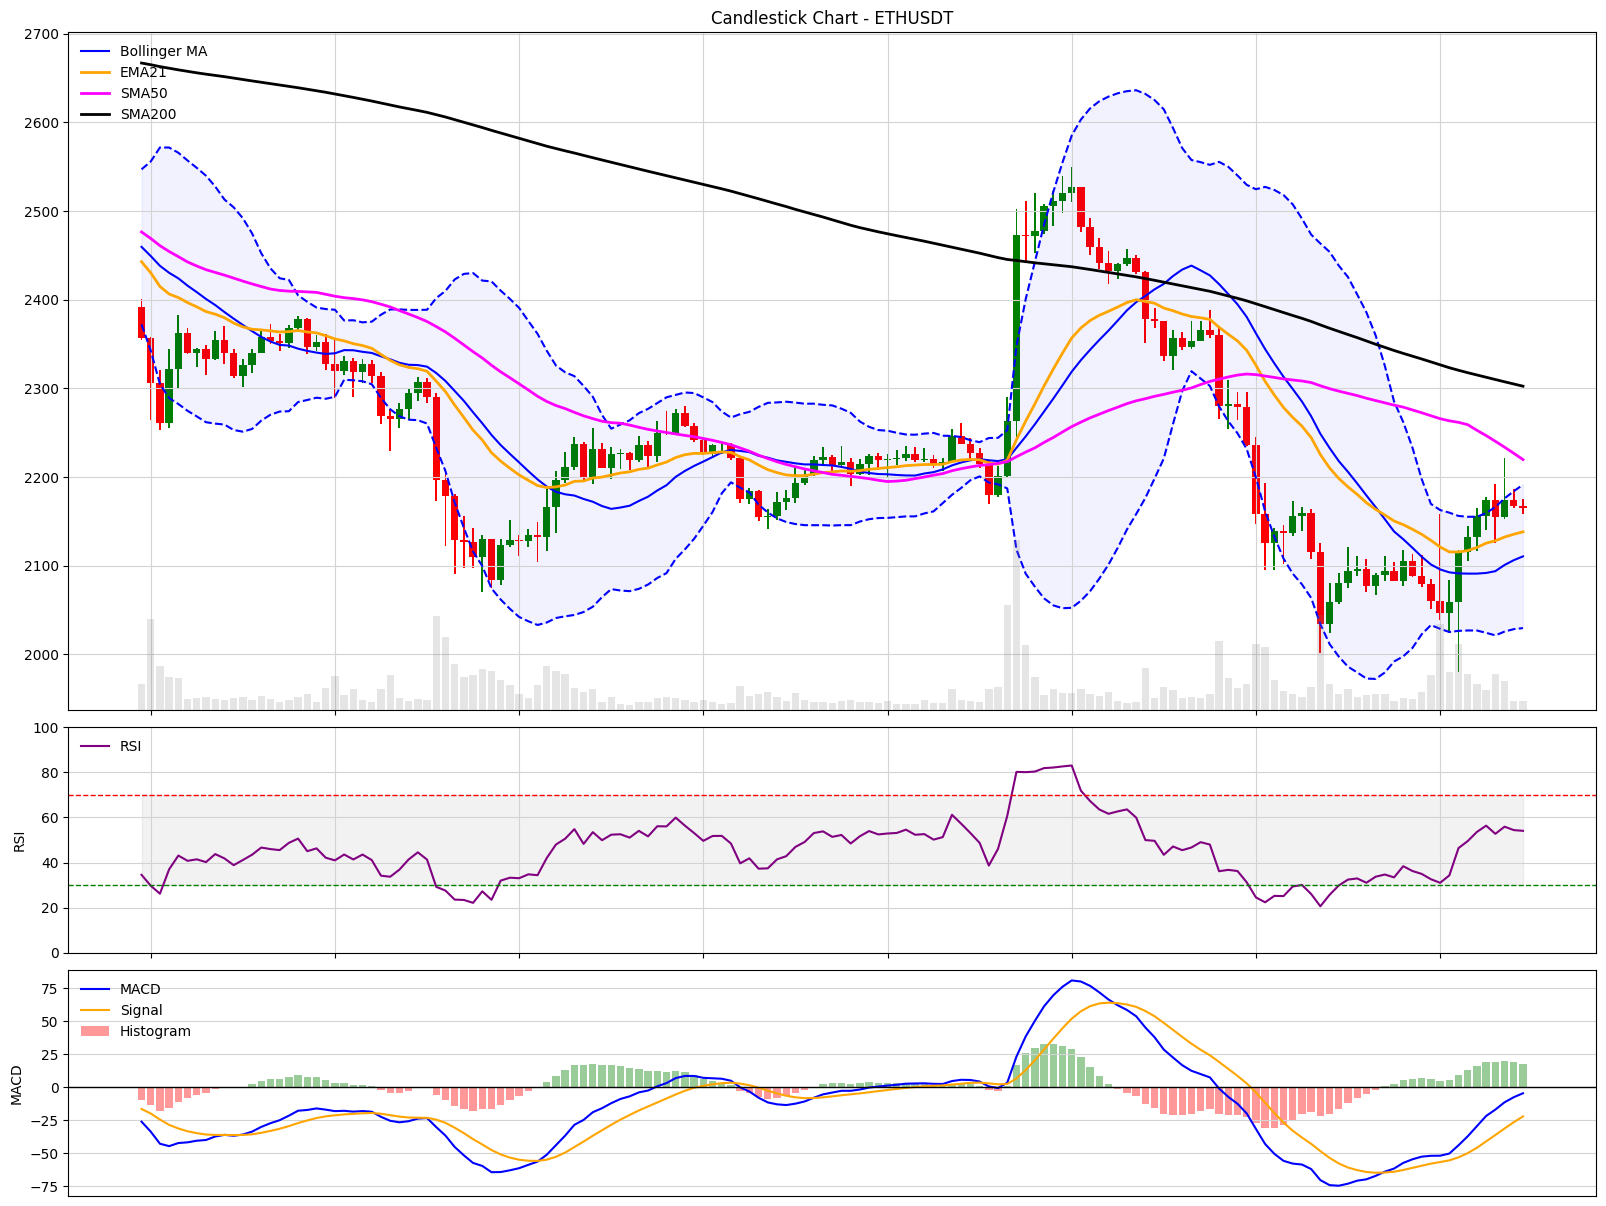 Candlestick Chart - ETHUSDT
2700
2600
2500
2400
2300
2200
2100
2000
Bollinger MA
EMA21
SMA50
SMA200
RSI
100
80
60
40
20
0
RSI
MACD
75
50
25
0
−25
−50
−75
MACD
Signal
Histogram